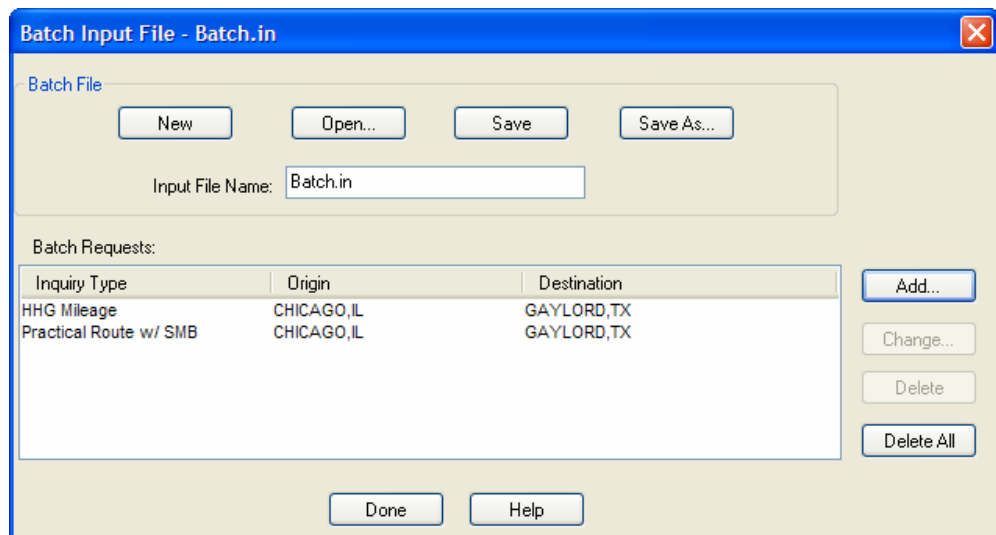 Batch Input File - Batch.in
Batch File
New Open... Save Save As...
Input File Name: Batch.in
Batch Requests:
Inquiry Type Origin Destination
HHG Mileage CHICAGO,IL GAYLORD,TX
Practical Route w/ SMB CHICAGO,IL GAYLORD,TX
Add...
Change...
Delete
Delete All
Done Help